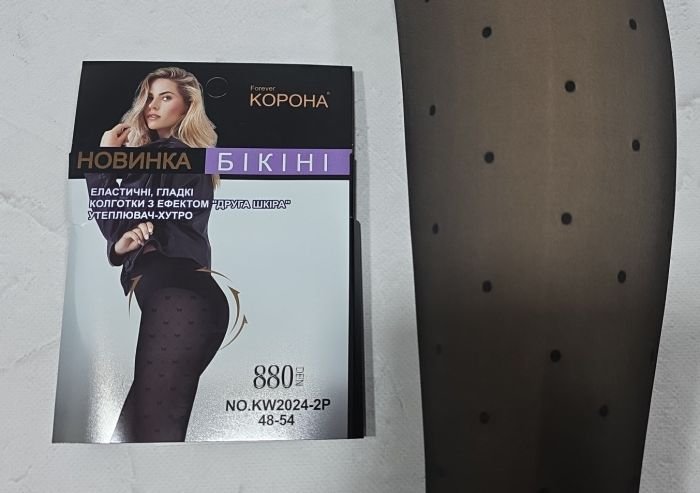 Forever
КОРОНА®
НОВИНКА БІКІНІ
ЕЛАСТИЧНІ, ГЛАДКІ
КОЛГОТКИ З ЕФЕКТОМ "ДРУГА ШКІРА"
УТЕПЛЮВАЧ-ХУТРО
880 DEN
NO.KW2024-2P
48-54